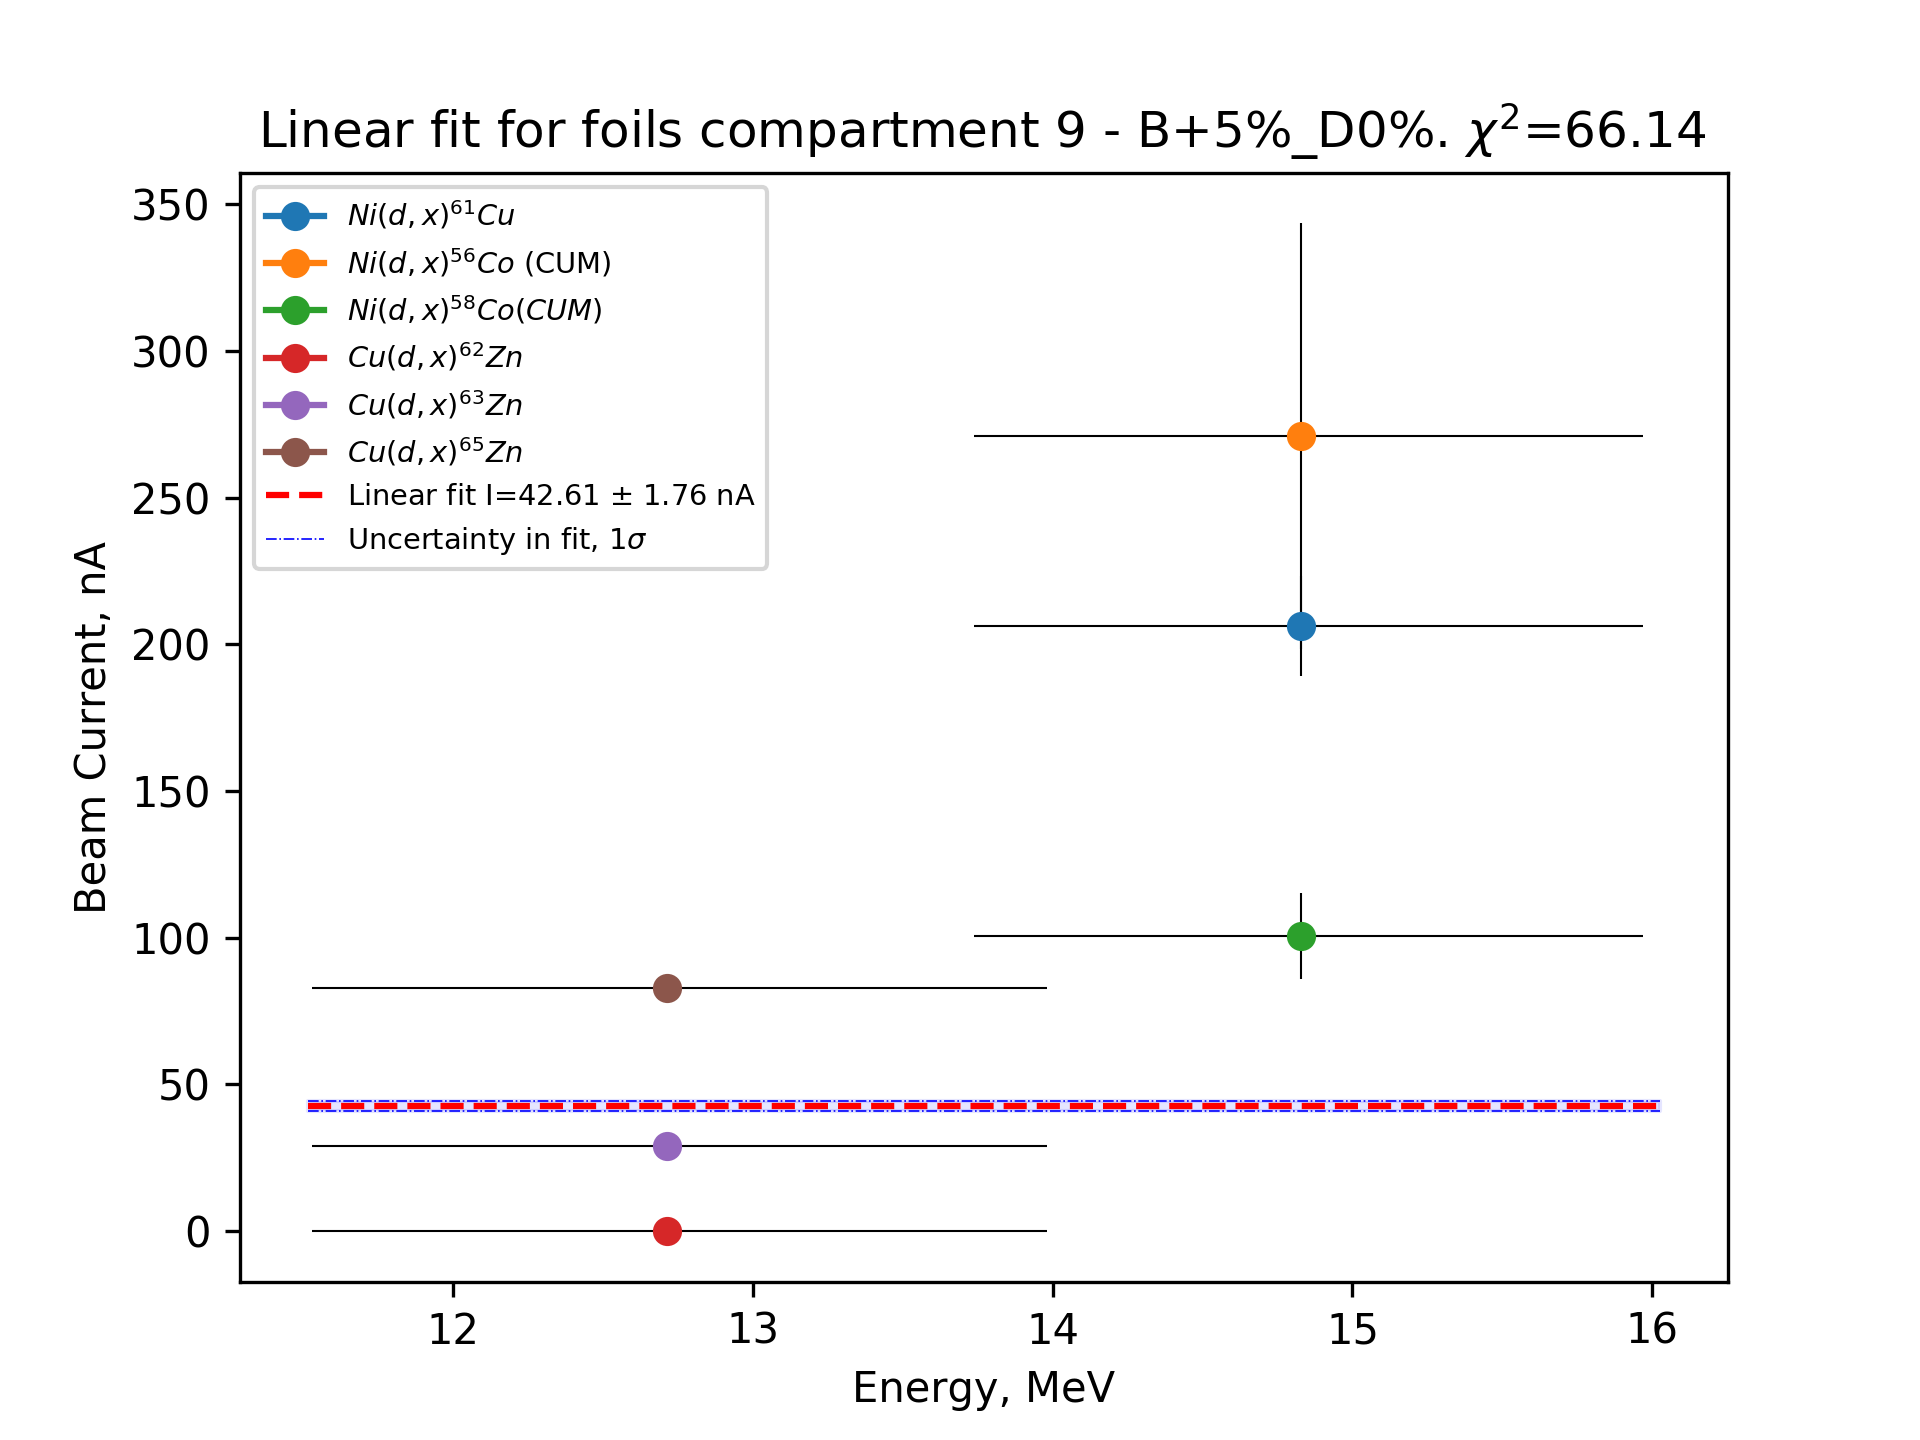 Linear fit for foils compartment 9 - B+5%_D0%. χ²=66.14
Ni(d, x)⁶¹Cu
Ni(d, x)⁵⁶Co (CUM)
Ni(d, x)⁵⁸Co(CUM)
Cu(d, x)⁶²Zn
Cu(d, x)⁶³Zn
Cu(d, x)⁶⁵Zn
Linear fit I=42.61 ± 1.76 nA
Uncertainty in fit, 1σ
Beam Current, nA
350
300
250
200
150
100
50
0
12 13 14 15 16
Energy, MeV